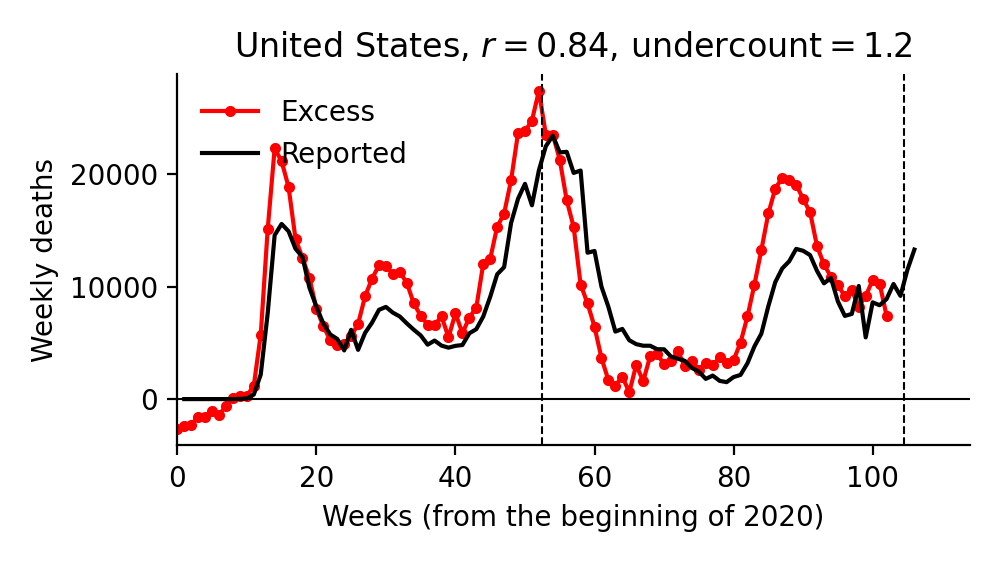 United States, r = 0.84, undercount = 1.2
Excess
Reported
Weekly deaths
20000
10000
0
0 20 40 60 80 100
Weeks (from the beginning of 2020)